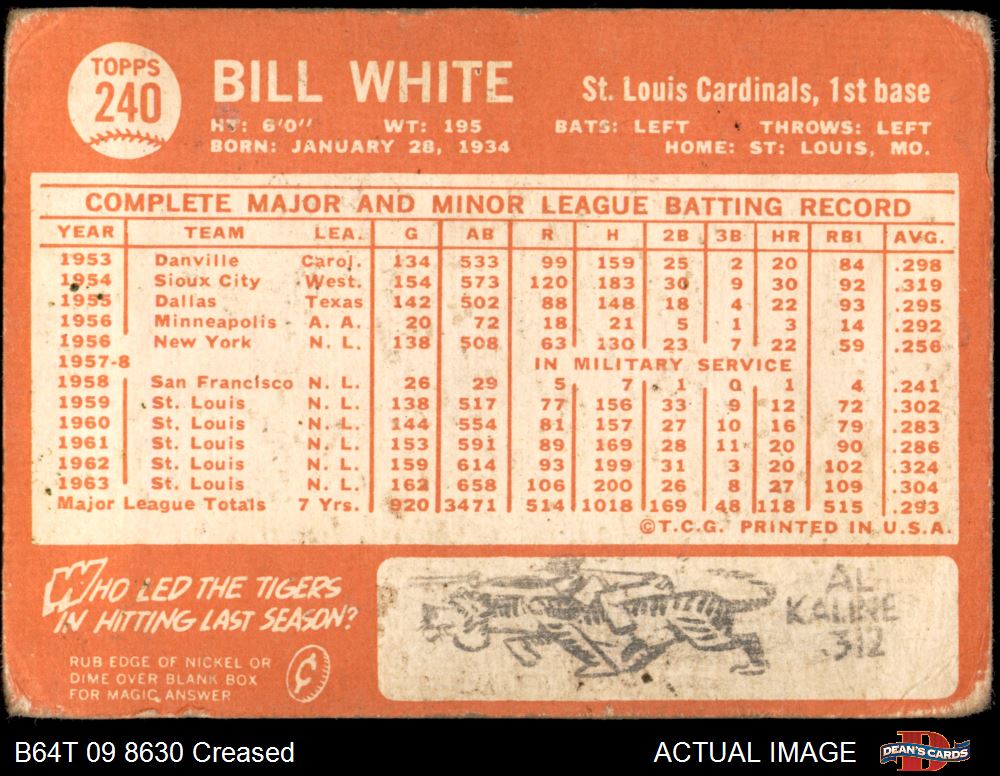 TOPPS
240
BILL WHITE
St. Louis Cardinals, 1st base
HT: 6'0" WT: 195 BATS: LEFT THROWS: LEFT
BORN: JANUARY 28, 1934 HOME: ST: LOUIS, MO.
COMPLETE MAJOR AND MINOR LEAGUE BATTING RECORD
YEAR TEAM LEA. G AB R H 2B 3B HR RBI AVG.
1953 Danville Carol. 134 533 99 159 25 2 20 84 .298
1954 Sioux City West. 154 573 120 183 30 9 30 92 .319
1955 Dallas Texas 142 502 88 148 18 4 22 93 .295
1956 Minneapolis A. A. 20 72 18 21 5 1 3 14 .292
1956 New York N. L. 138 508 63 130 23 7 22 59 .256
1957-8 IN MILITARY SERVICE
1958 San Francisco N. L. 26 29 5 7 1 0 1 4 .241
1959 St. Louis N. L. 138 517 77 156 33 9 12 72 .302
1960 St. Louis N. L. 144 554 81 157 27 10 16 79 .283
1961 St. Louis N. L. 153 591 89 169 28 11 20 90 .286
1962 St. Louis N. L. 159 614 93 199 31 3 20 102 .324
1963 St. Louis N. L. 162 658 106 200 26 8 27 109 .304
Major League Totals 7 Yrs. 920 3471 514 1018 169 48 118 515 .293
©T.C.G. PRINTED IN U.S.A.
WHO LED THE TIGERS
IN HITTING LAST SEASON?
RUB EDGE OF NICKEL OR
DIME OVER BLANK BOX
FOR MAGIC ANSWER
AL
KALINE
.312
B64T 09 8630 Creased
ACTUAL IMAGE
DEAN'S CARDS